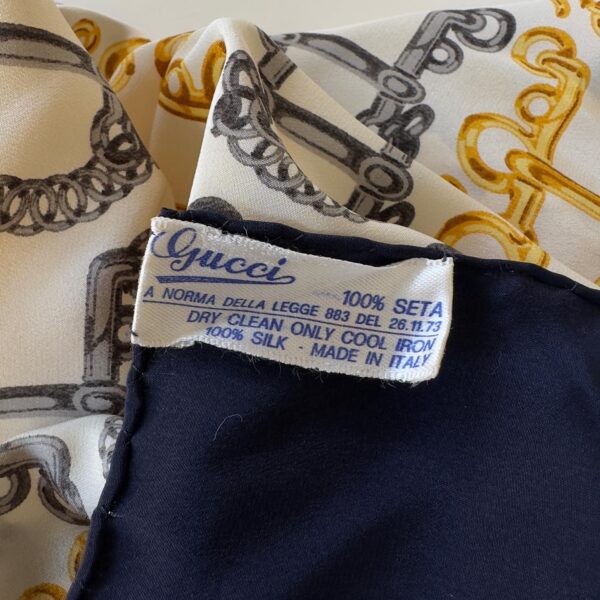 Gucci
100% SETA
A NORMA DELLA LEGGE 883 DEL 26.11.73
DRY CLEAN ONLY COOL IRON
100% SILK - MADE IN ITALY